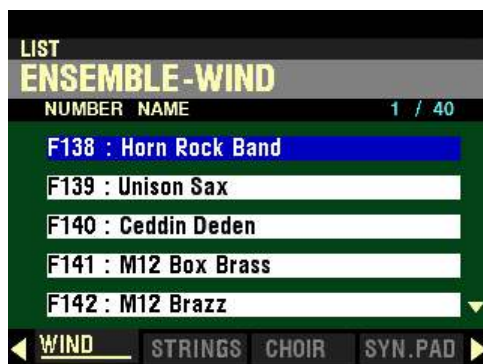 LIST
ENSEMBLE-WIND
NUMBER NAME 1 / 40
F138 : Horn Rock Band
F139 : Unison Sax
F140 : Ceddin Deden
F141 : M12 Box Brass
F142 : M12 Brazz
WIND STRINGS CHOIR SYN.PAD